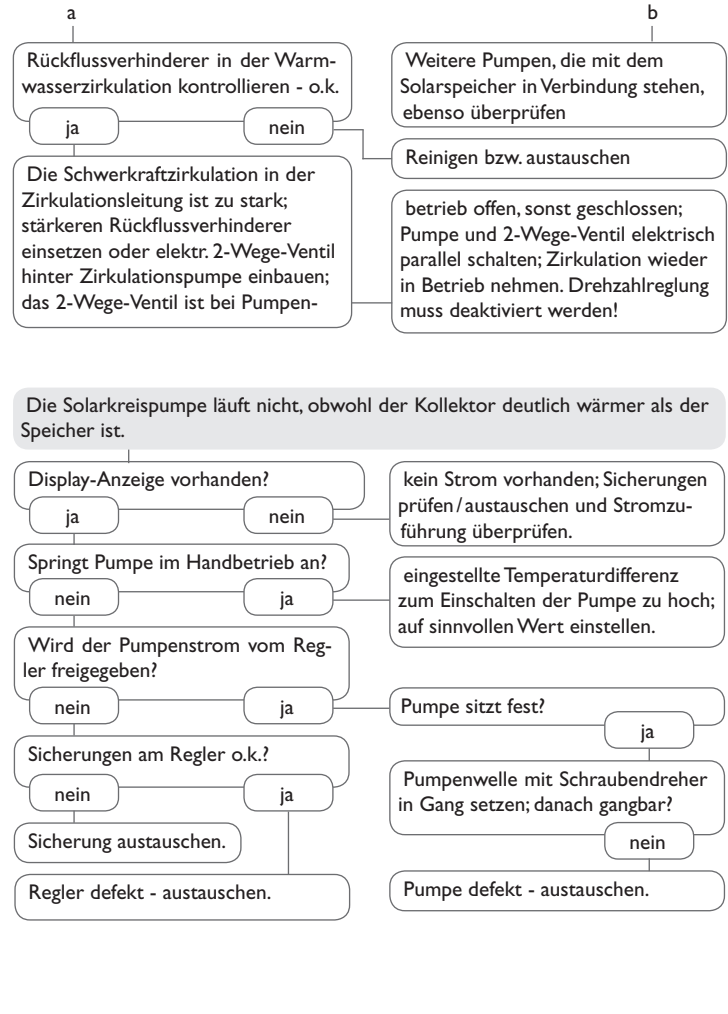 a
b
Rückflussverhinderer in der Warm-
wasserzirkulation kontrollieren - o.k.
ja
nein
Weitere Pumpen, die mit dem
Solarspeicher in Verbindung stehen,
ebenso überprüfen
Reinigen bzw. austauschen
Die Schwerkraftzirkulation in der
Zirkulationsleitung ist zu stark;
stärkeren Rückflussverhinderer
einsetzen oder elektr. 2-Wege-Ventil
hinter Zirkulationspumpe einbauen;
das 2-Wege-Ventil ist bei Pumpen-
betrieb offen, sonst geschlossen;
Pumpe und 2-Wege-Ventil elektrisch
parallel schalten; Zirkulation wieder
in Betrieb nehmen. Drehzahlreglung
muss deaktiviert werden!
Die Solarkreispumpe läuft nicht, obwohl der Kollektor deutlich wärmer als der
Speicher ist.
Display-Anzeige vorhanden?
ja
nein
kein Strom vorhanden; Sicherungen
prüfen/austauschen und Stromzu-
führung überprüfen.
Springt Pumpe im Handbetrieb an?
nein
ja
eingestellte Temperaturdifferenz
zum Einschalten der Pumpe zu hoch;
auf sinnvollen Wert einstellen.
Wird der Pumpenstrom vom Reg-
ler freigegeben?
nein
ja
Pumpe sitzt fest?
ja
Sicherungen am Regler o.k.?
nein
ja
Pumpenwelle mit Schraubendreher
in Gang setzen; danach gangbar?
nein
Sicherung austauschen.
Regler defekt - austauschen.
Pumpe defekt - austauschen.